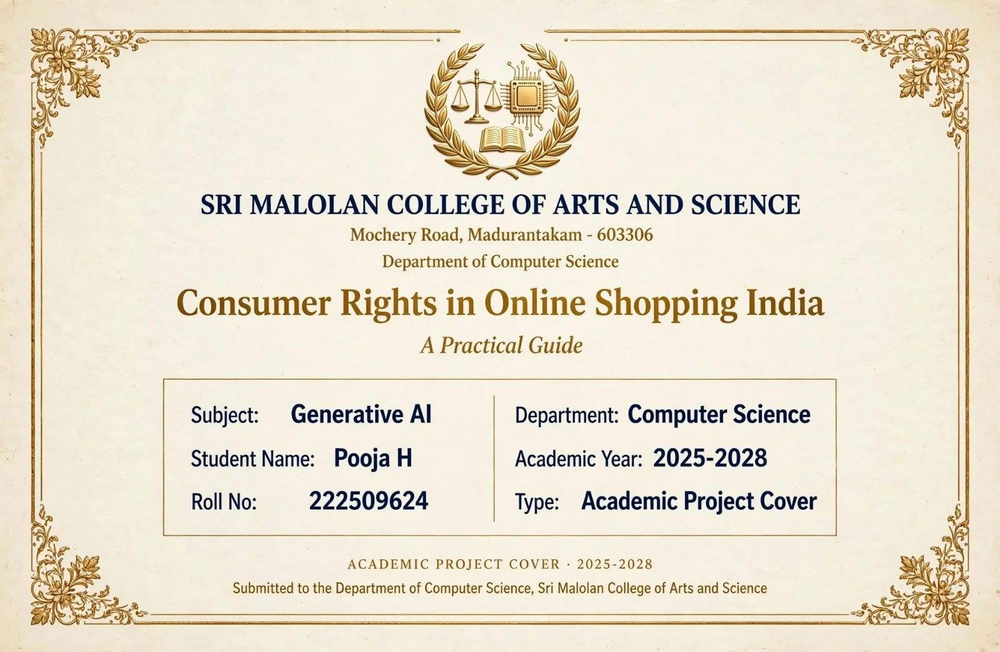 SRI MALOLAN COLLEGE OF ARTS AND SCIENCE
Mochery Road, Madurantakam - 603306
Department of Computer Science
Consumer Rights in Online Shopping India
A Practical Guide
Subject: Generative AI
Student Name: Pooja H
Roll No: 222509624
Department: Computer Science
Academic Year: 2025-2028
Type: Academic Project Cover
ACADEMIC PROJECT COVER · 2025-2028
Submitted to the Department of Computer Science, Sri Malolan College of Arts and Science